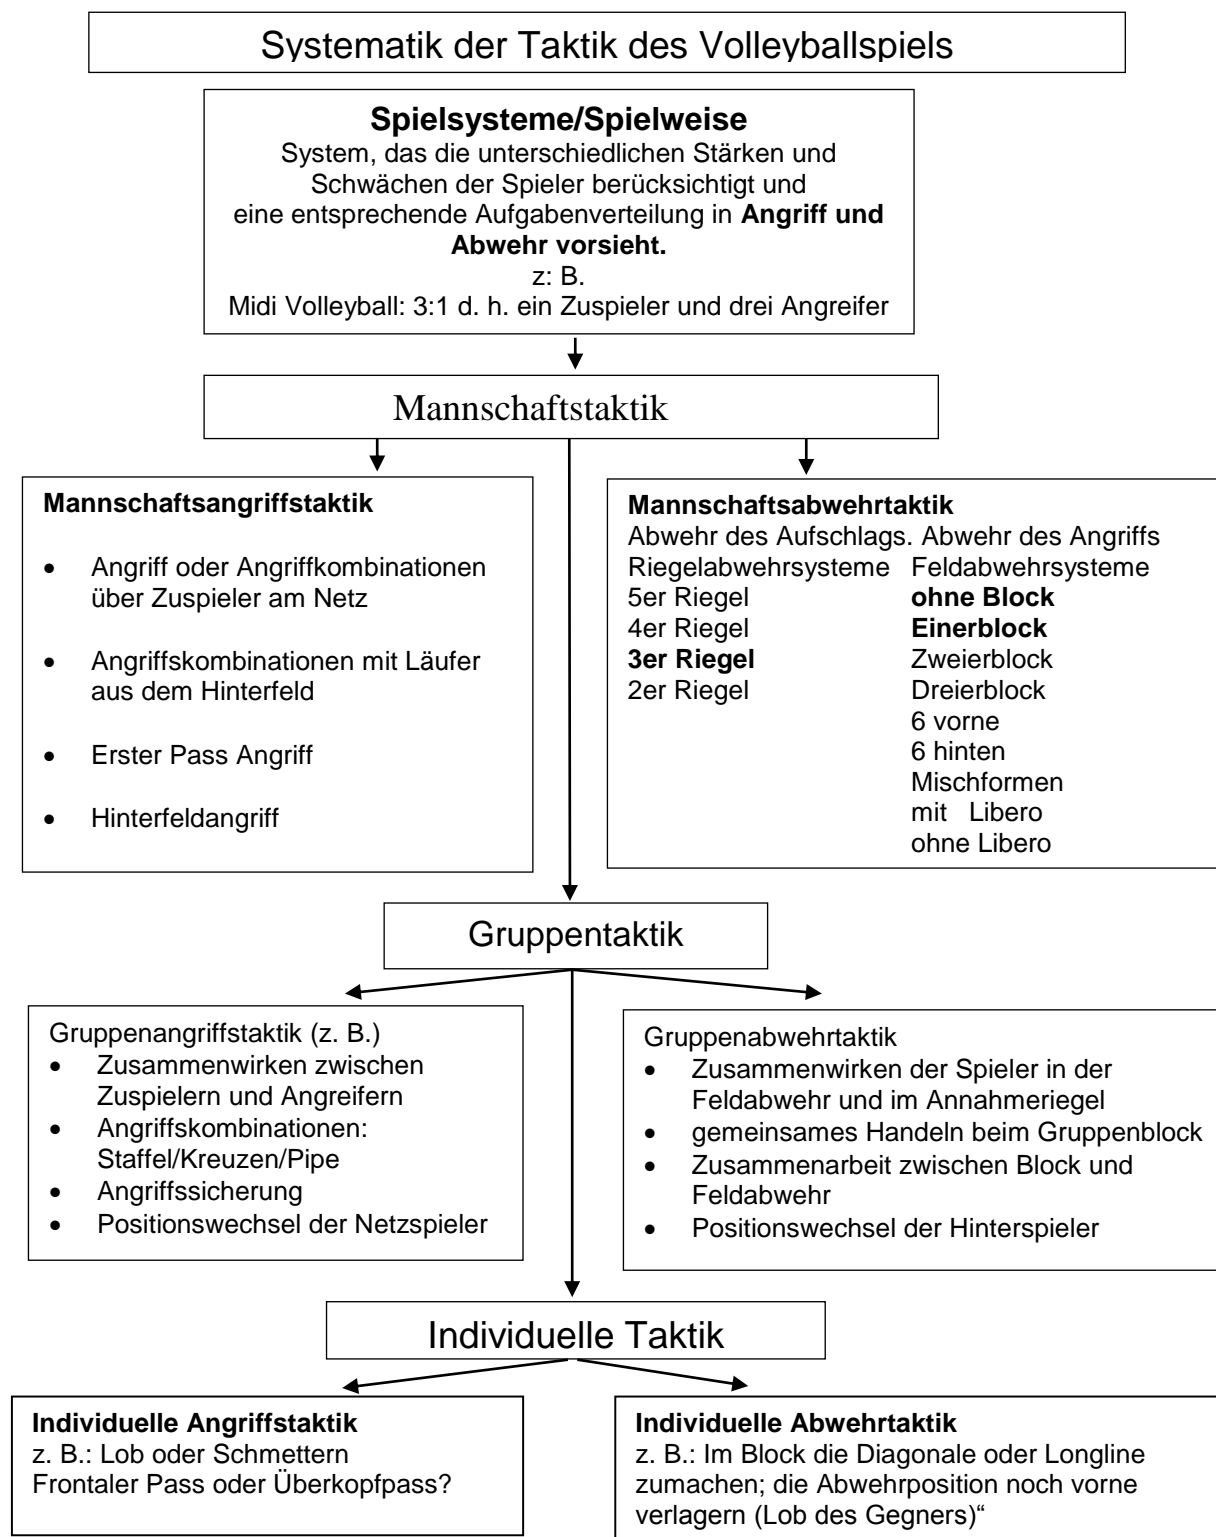 Systematik der Taktik des Volleyballspiels
Spielsysteme/Spielweise
System, das die unterschiedlichen Stärken und
Schwächen der Spieler berücksichtigt und
eine entsprechende Aufgabenverteilung in Angriff und
Abwehr vorsieht.
z: B.
Midi Volleyball: 3:1 d. h. ein Zuspieler und drei Angreifer
Mannschaftstaktik
Mannschaftsangriffstaktik
• Angriff oder Angriffkombinationen
über Zuspieler am Netz
• Angriffskombinationen mit Läufer
aus dem Hinterfeld
• Erster Pass Angriff
• Hinterfeldangriff
Mannschaftsabwehrtaktik
Abwehr des Aufschlags. Abwehr des Angriffs
Riegelabwehrsysteme Feldabwehrsysteme
5er Riegel ohne Block
4er Riegel Einerblock
3er Riegel Zweierblock
2er Riegel Dreierblock
6 vorne
6 hinten
Mischformen
mit Libero
ohne Libero
Gruppentaktik
Gruppenangriffstaktik (z. B.)
• Zusammenwirken zwischen
Zuspielern und Angreifern
• Angriffskombinationen:
Staffel/Kreuzen/Pipe
• Angriffssicherung
• Positionswechsel der Netzspieler
Gruppenabwehrtaktik
• Zusammenwirken der Spieler in der
Feldabwehr und im Annahmeriegel
• gemeinsames Handeln beim Gruppenblock
• Zusammenarbeit zwischen Block und
Feldabwehr
• Positionswechsel der Hinterspieler
Individuelle Taktik
Individuelle Angriffstaktik
z. B.: Lob oder Schmettern
Frontaler Pass oder Überkopfpass?
Individuelle Abwehrtaktik
z. B.: Im Block die Diagonale oder Longline
zumachen; die Abwehrposition noch vorne
verlagern (Lob des Gegners)“